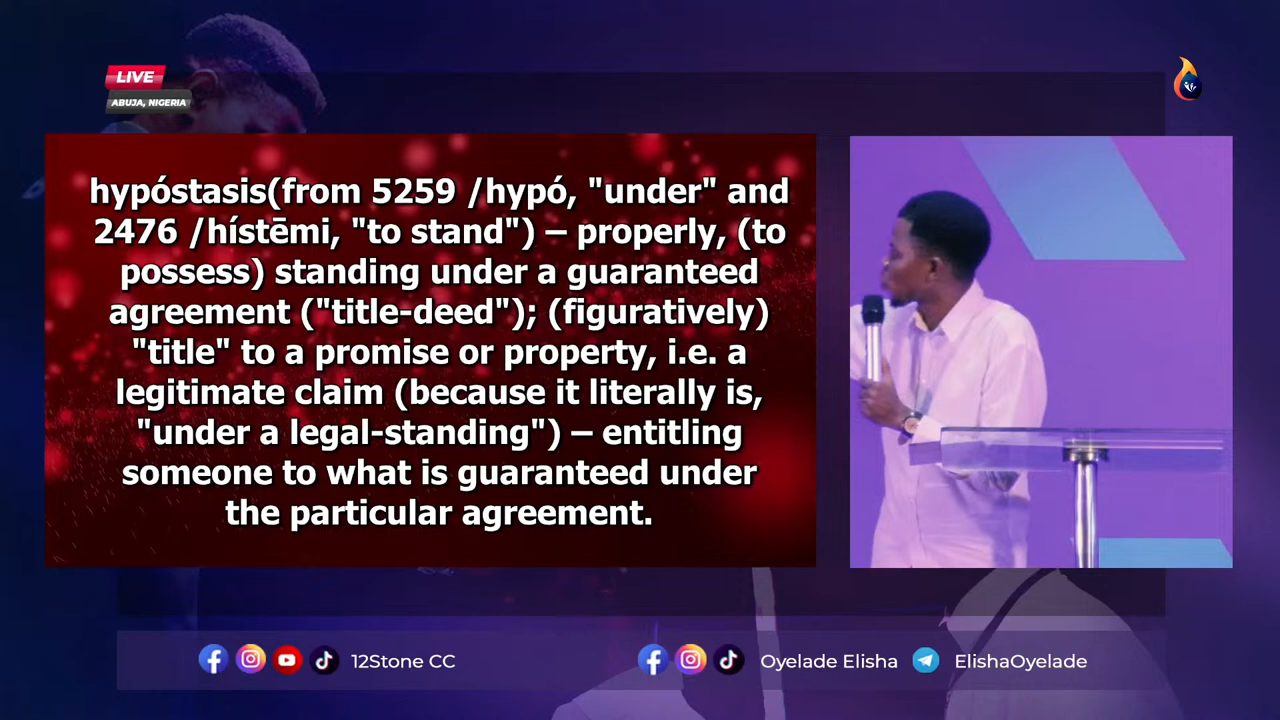 LIVE
ABUJA, NIGERIA
hypóstasis(from 5259 /hypó, "under" and
2476 /hístēmi, "to stand") – properly, (to
possess) standing under a guaranteed
agreement ("title-deed"); (figuratively)
"title" to a promise or property, i.e. a
legitimate claim (because it literally is,
"under a legal-standing") – entitling
someone to what is guaranteed under
the particular agreement.
12Stone CC
Oyelade Elisha
ElishaOyelade